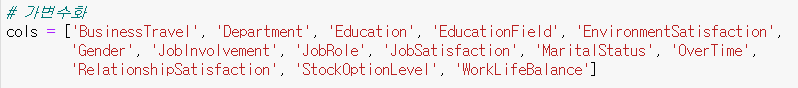 # 가변수화
cols = ['BusinessTravel', 'Department', 'Education', 'EducationField', 'EnvironmentSatisfaction',
'Gender', 'JobInvolvement', 'JobRole', 'JobSatisfaction', 'MaritalStatus', 'OverTime',
'RelationshipSatisfaction', 'StockOptionLevel', 'WorkLifeBalance']